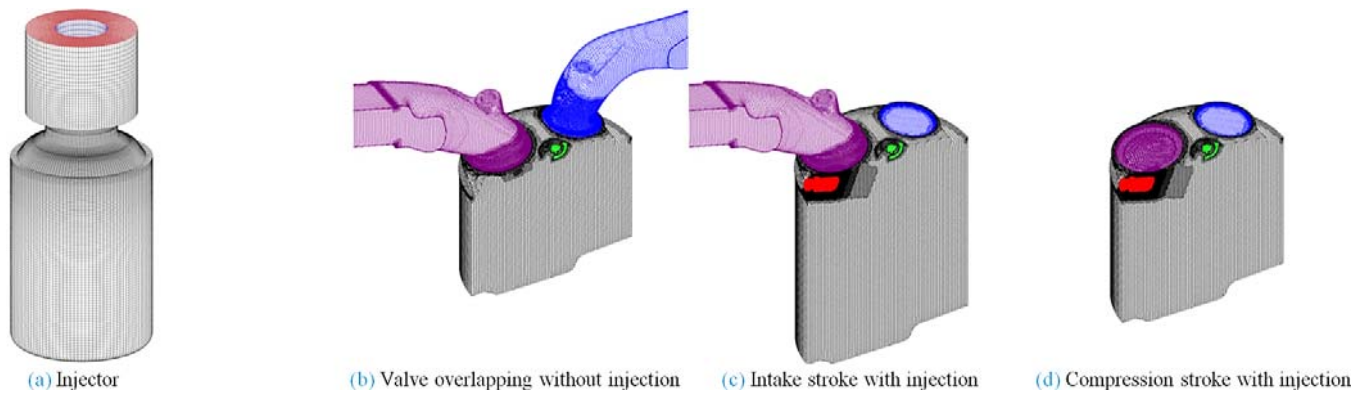 (a) Injector
(b) Valve overlapping without injection
(c) Intake stroke with injection
(d) Compression stroke with injection